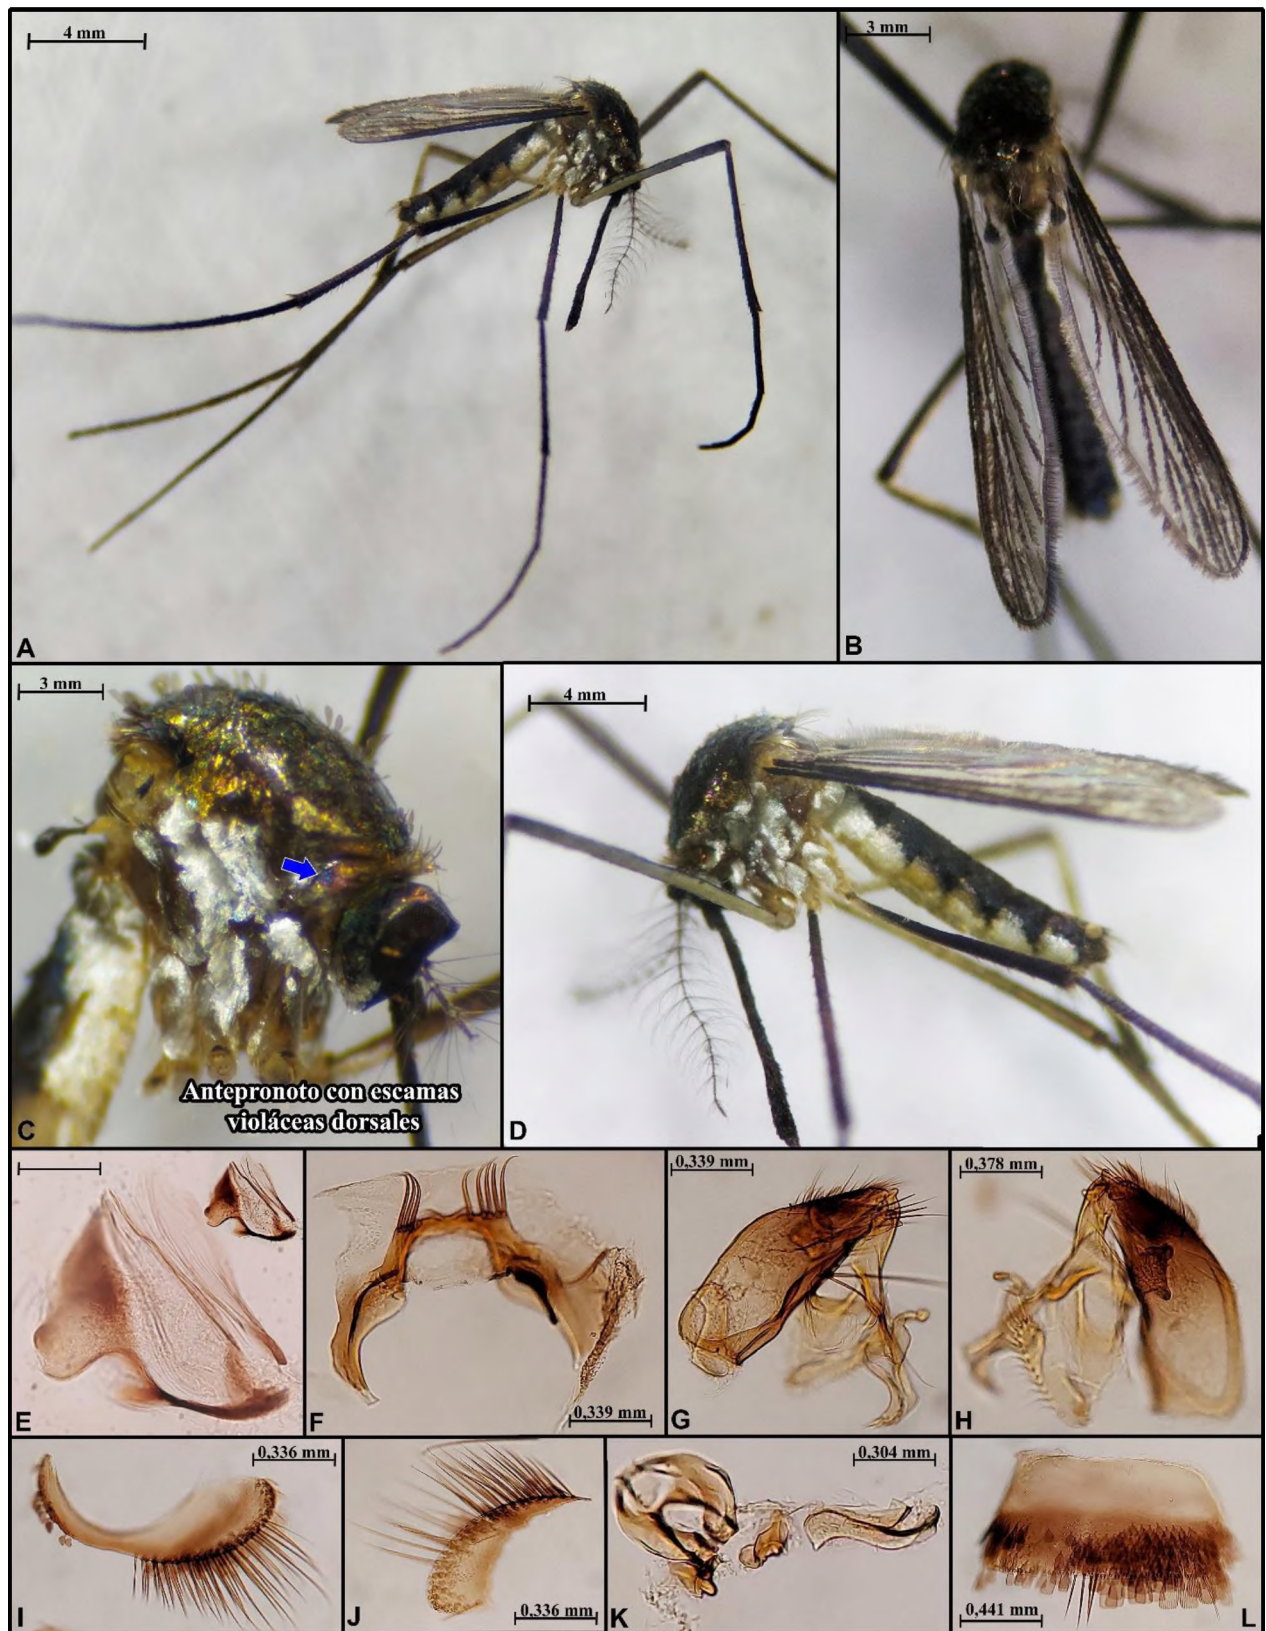 4 mm
3 mm
A
B
3 mm
4 mm
Antepronoto con escamas
violáceas dorsales
C
D
0,339 mm
0,378 mm
E
F
0,339 mm
G
H
0,336 mm
0,304 mm
I
J
0,336 mm
K
0,441 mm
L